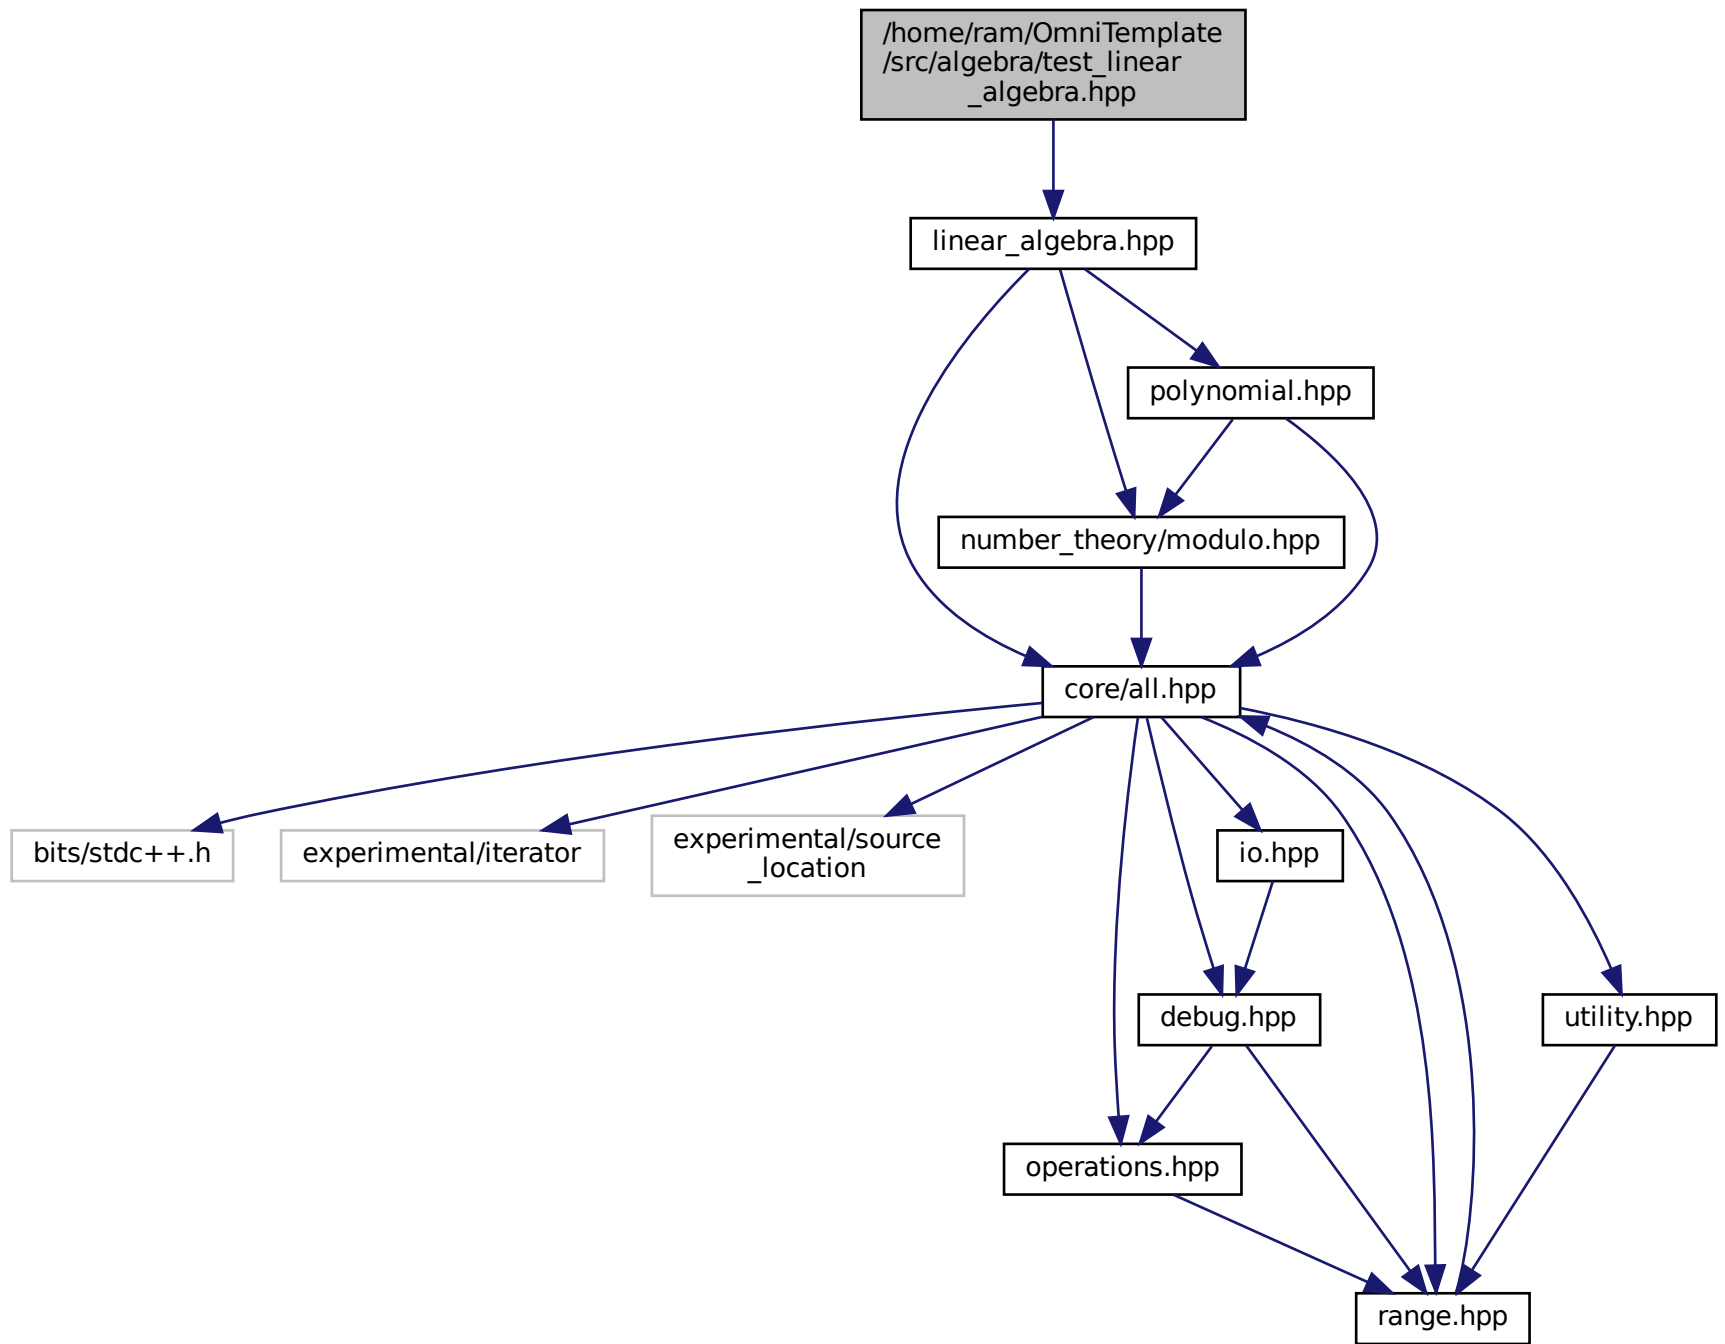 /home/ram/OmniTemplate
/src/algebra/test_linear
_algebra.hpp
linear_algebra.hpp
polynomial.hpp
number_theory/modulo.hpp
core/all.hpp
bits/stdc++.h
experimental/iterator
experimental/source
_location
io.hpp
debug.hpp
utility.hpp
operations.hpp
range.hpp